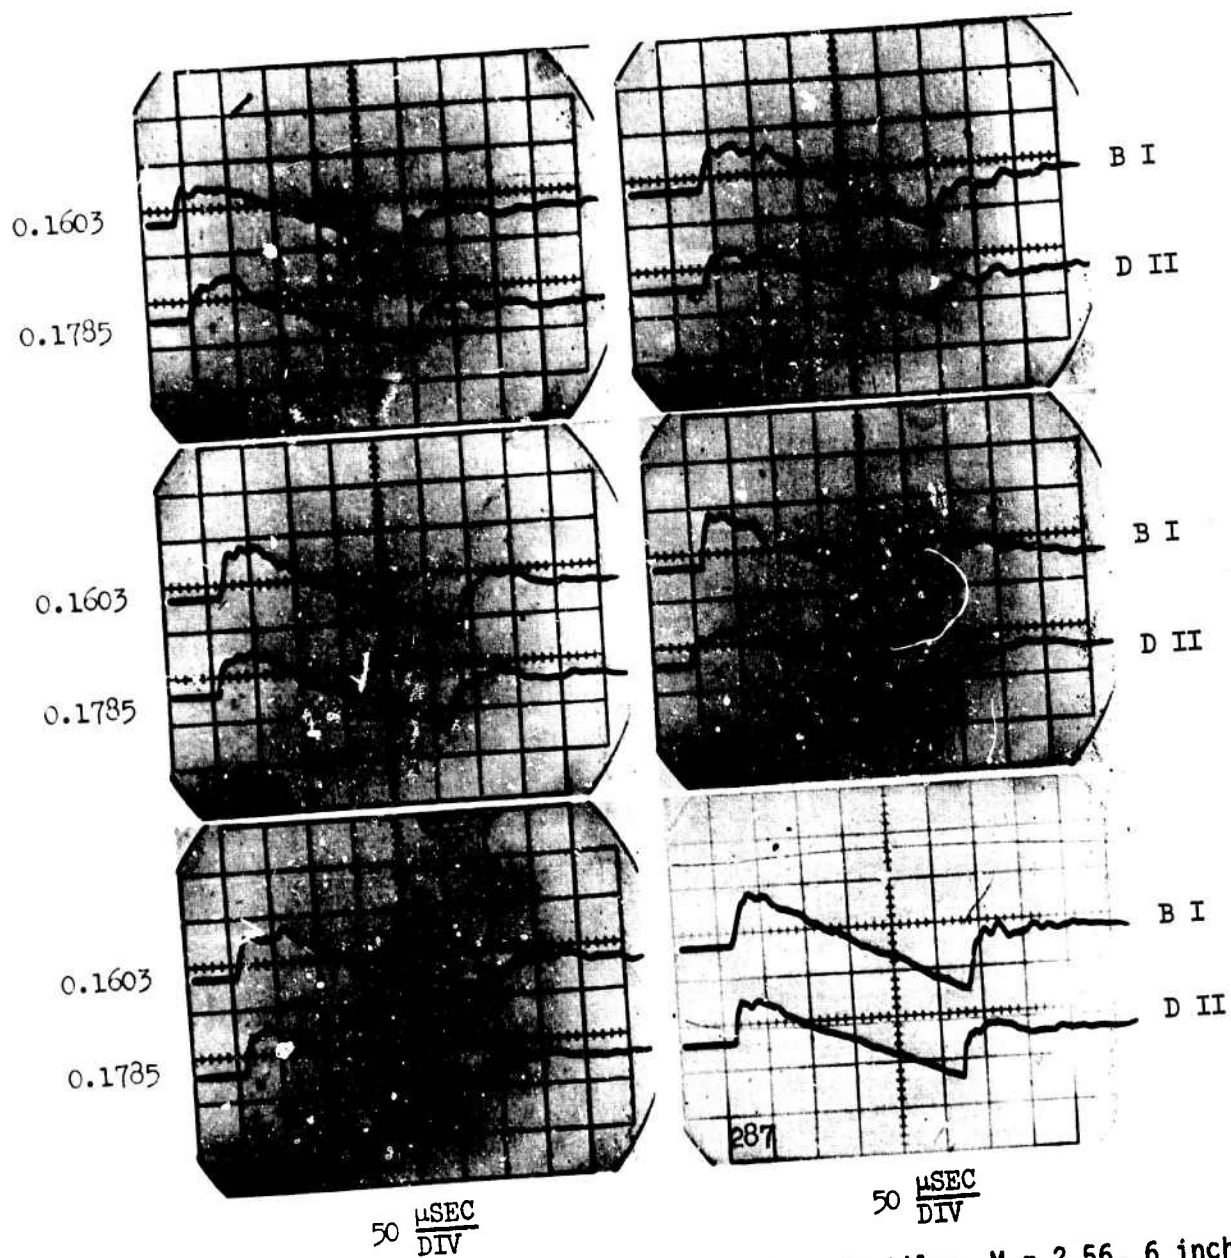 0.1603
0.1785
B I
D II
0.1603
0.1785
B I
D II
0.1603
0.1785
B I
D II
287
50 µSEC
DIV
50 µSEC
DIV
M = 2.56, 6 inch